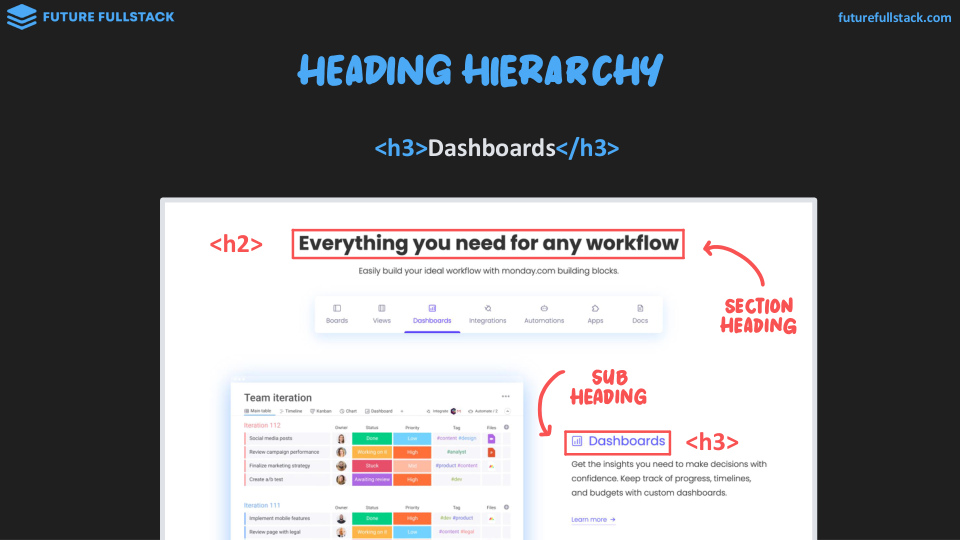 FUTURE FULLSTACK
futurefullstack.com
HEADING HIERARCHY
<h3>Dashboards</h3>
<h2>
Everything you need for any workflow
Easily build your ideal workflow with monday.com building blocks.
SECTION
HEADING
Boards
Views
Dashboards
Integrations
Automations
Apps
Docs
SUB
HEADING
Team iteration
Main table
Timeline
Kanban
Chart
Dashboard
+
Integrate
Automate / 2
Iteration 112
Owner Status Priority Tag Files
Social media posts Done Low #content #design
Review campaign performance Working on it High #analyst
Finalize marketing strategy Stuck #product #content
Create a/b test Awaiting review High #dev
Iteration 111
Owner Status Priority Tag Files
Implement mobile features Done High #dev #product
Review page with legal Working on it Low #content #legal
Dashboards
<h3>
Get the insights you need to make decisions with
confidence. Keep track of progress, timelines,
and budgets with custom dashboards.
Learn more →